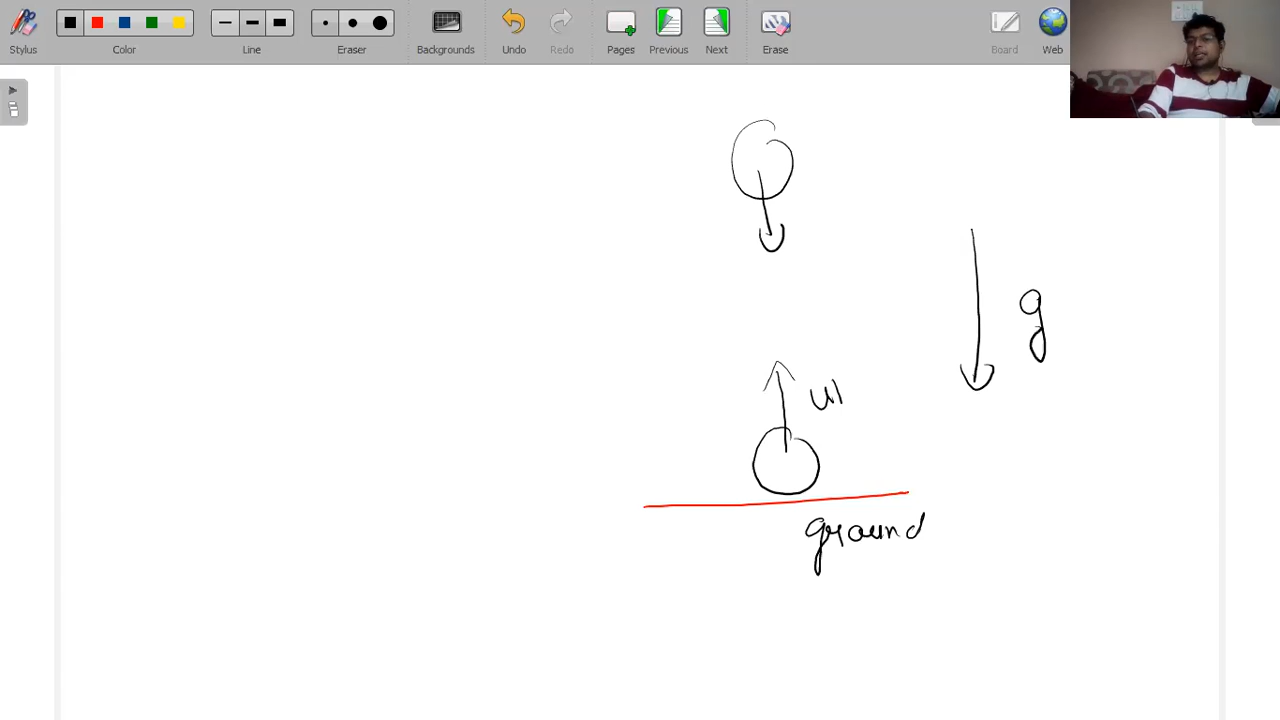 Stylus
Color
Line
Eraser
Backgrounds
Undo
Redo
Pages
Previous
Next
Erase
Board
Web
g
ground